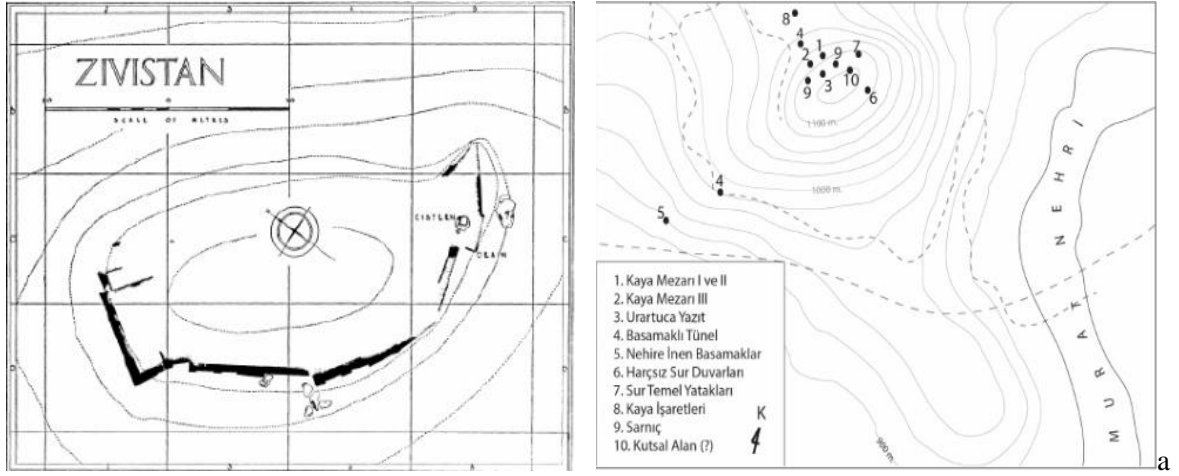 ZIVISTAN
SCALE OF METRES
CISTERN
DRAIN
8
4
1
9
7
2
10
9
3
6
1100 m.
1000 m.
4
5
900 m.
MURAT NEHRI
1. Kaya Mezarı I ve II
2. Kaya Mezarı III
3. Urartuca Yazıt
4. Basamaklı Tünel
5. Nehire İnen Basamaklar
6. Harçsız Sur Duvarları
7. Sur Temel Yatakları
8. Kaya İşaretleri
9. Sarnıç
10. Kutsal Alan (?)
K
a